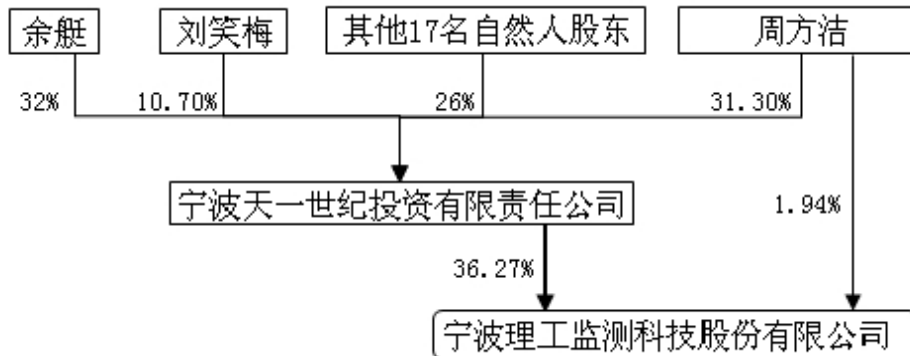 余艇
刘笑梅
其他17名自然人股东
周方洁
32%
10.70%
26%
31.30%
宁波天一世纪投资有限责任公司
1.94%
36.27%
宁波理工监测科技股份有限公司